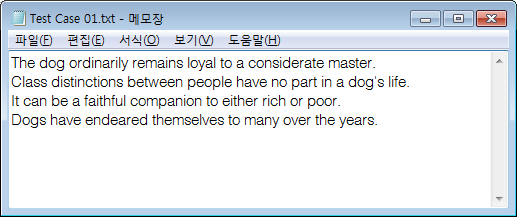 Test Case 01.txt - 메모장
파일(F) 편집(E) 서식(O) 보기(V) 도움말(H)
The dog ordinarily remains loyal to a considerate master.
Class distinctions between people have no part in a dog's life.
It can be a faithful companion to either rich or poor.
Dogs have endeared themselves to many over the years.